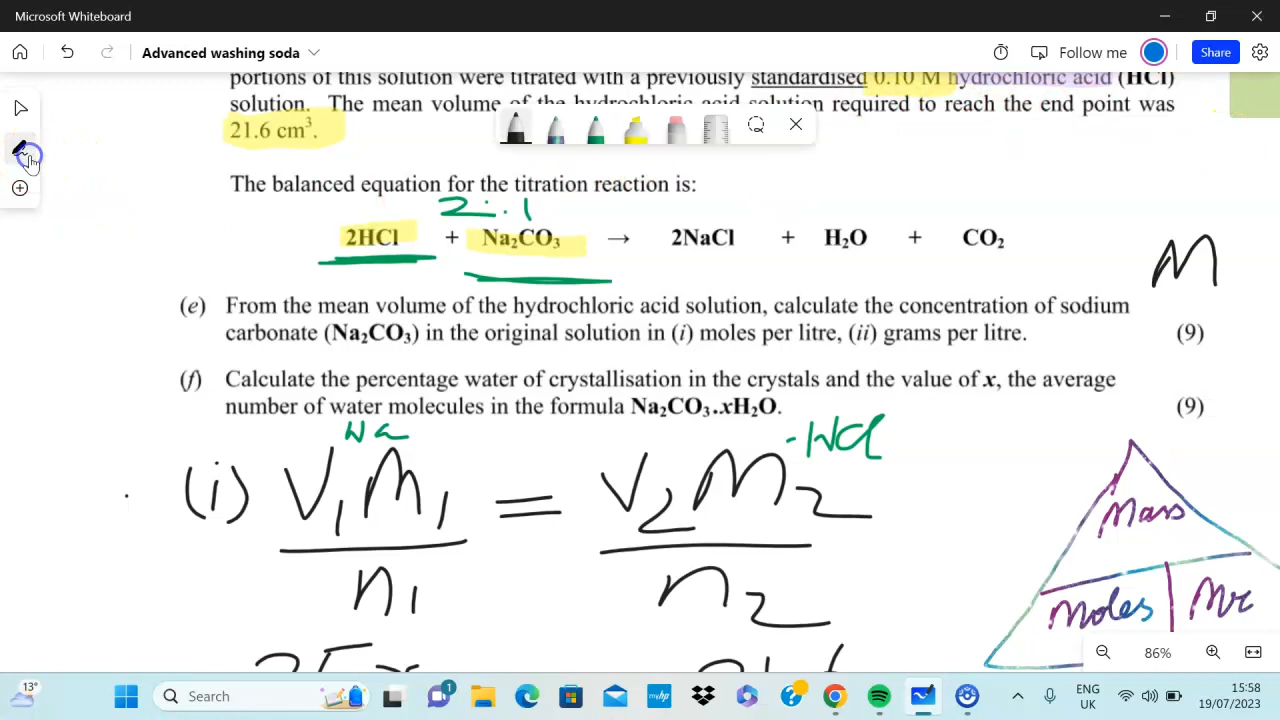 Microsoft Whiteboard
Advanced washing soda
Follow me
Share
portions of this solution were titrated with a previously standardised 0.10 M hydrochloric acid (HCl)
solution. The mean volume of the hydrochloric acid solution required to reach the end point was
21.6 cm³.
The balanced equation for the titration reaction is:
2:1
2HCl + Na₂CO₃ → 2NaCl + H₂O + CO₂
M
(e) From the mean volume of the hydrochloric acid solution, calculate the concentration of sodium
carbonate (Na₂CO₃) in the original solution in (i) moles per litre, (ii) grams per litre. (9)
(f) Calculate the percentage water of crystallisation in the crystals and the value of x, the average
number of water molecules in the formula Na₂CO₃.xH₂O. (9)
Na HCl
(i) V₁M₁ = V₂M₂
n₁ n₂
Mass
Moles Mr
86%
13°
Search
1
myhp
ENG
UK
15:58
19/07/2023